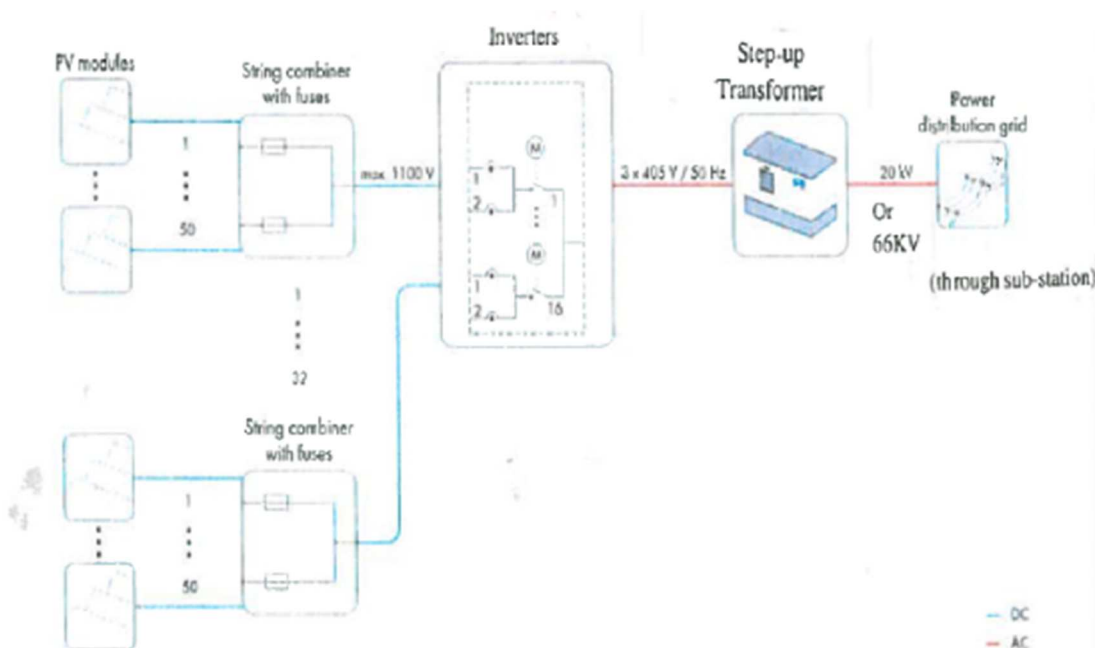 PV modules
String combiner
with fuses
1
50
max. 1100 V
1
32
String combiner
with fuses
1
50
Inverters
M
1
2
1
M
1
2
16
3 x 405 V / 50 Hz
Step-up
Transformer
20 kV
Or
66KV
Power
distribution grid
(through sub-station)
DC
AC